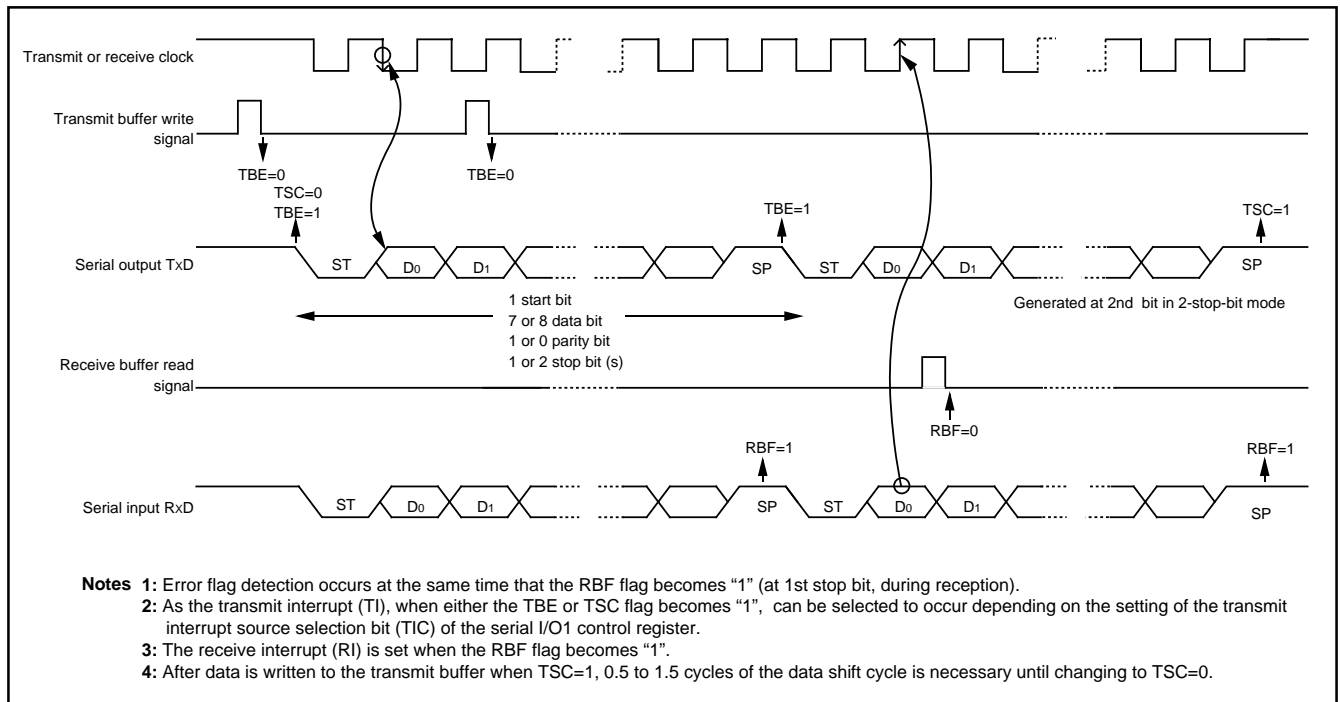 Transmit or receive clock
Transmit buffer write
signal
TBE=0
TSC=0
TBE=1
TBE=0
TBE=1
TSC=1
Serial output TxD
ST
D0
D1
SP
ST
D0
D1
SP
1 start bit
7 or 8 data bit
1 or 0 parity bit
1 or 2 stop bit (s)
Generated at 2nd bit in 2-stop-bit mode
Receive buffer read
signal
RBF=0
RBF=1
RBF=1
Serial input RxD
ST
D0
D1
SP
ST
D0
D1
SP
Notes 1: Error flag detection occurs at the same time that the RBF flag becomes “1” (at 1st stop bit, during reception).
2: As the transmit interrupt (TI), when either the TBE or TSC flag becomes “1”, can be selected to occur depending on the setting of the transmit
interrupt source selection bit (TIC) of the serial I/O1 control register.
3: The receive interrupt (RI) is set when the RBF flag becomes “1”.
4: After data is written to the transmit buffer when TSC=1, 0.5 to 1.5 cycles of the data shift cycle is necessary until changing to TSC=0.